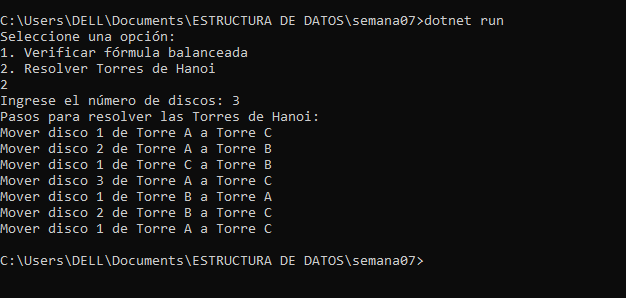 C:\Users\DELL\Documents\ESTRUCTURA DE DATOS\semana07>dotnet run
Seleccione una opción:
1. Verificar fórmula balanceada
2. Resolver Torres de Hanoi
2
Ingrese el número de discos: 3
Pasos para resolver las Torres de Hanoi:
Mover disco 1 de Torre A a Torre C
Mover disco 2 de Torre A a Torre B
Mover disco 1 de Torre C a Torre B
Mover disco 3 de Torre A a Torre C
Mover disco 1 de Torre B a Torre A
Mover disco 2 de Torre B a Torre C
Mover disco 1 de Torre A a Torre C
C:\Users\DELL\Documents\ESTRUCTURA DE DATOS\semana07>